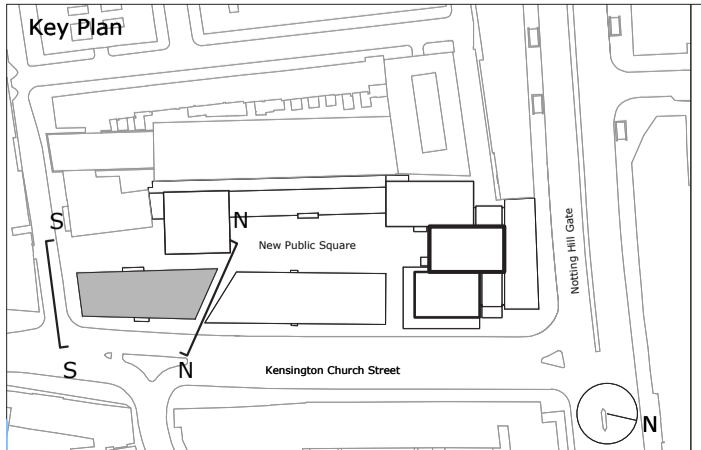 Key Plan
S
N
New Public Square
Notting Hill Gate
S
N
Kensington Church Street
N